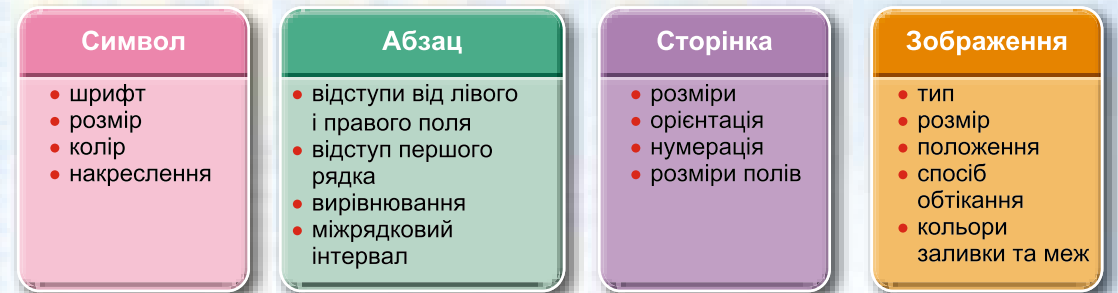 Символ
шрифт
розмір
колір
накреслення
Абзац
відступи від лівого
і правого поля
відступ першого
рядка
вирівнювання
міжрядковий
інтервал
Сторінка
розміри
орієнтація
нумерація
розміри полів
Зображення
тип
розмір
положення
спосіб
обтікання
кольори
заливки та меж